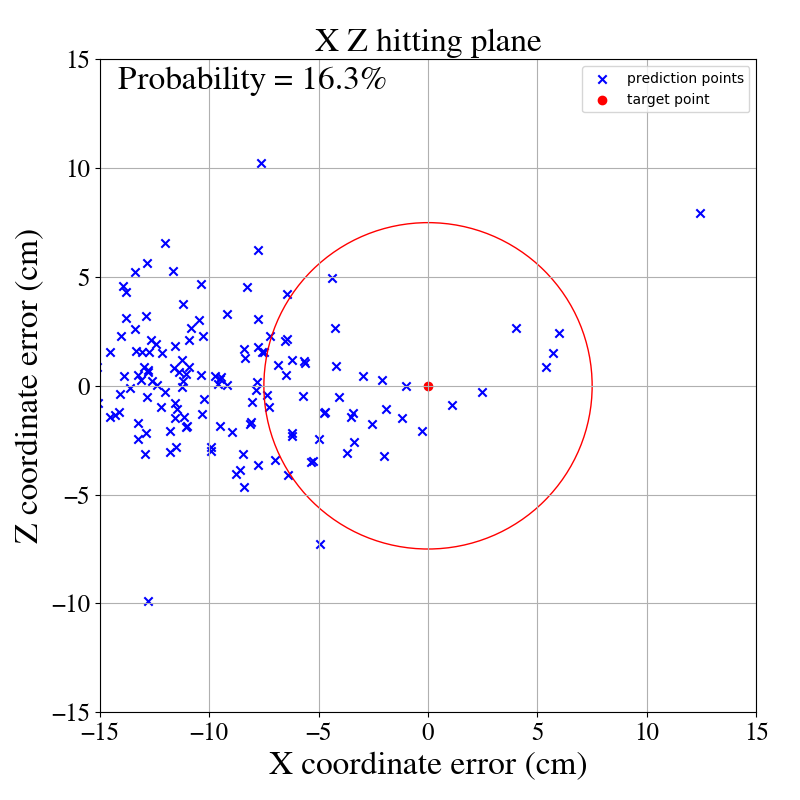 X Z hitting plane
Probability = 16.3%
prediction points
target point
15
10
5
0
−5
−10
−15
Z coordinate error (cm)
−15 −10 −5 0 5 10 15
X coordinate error (cm)